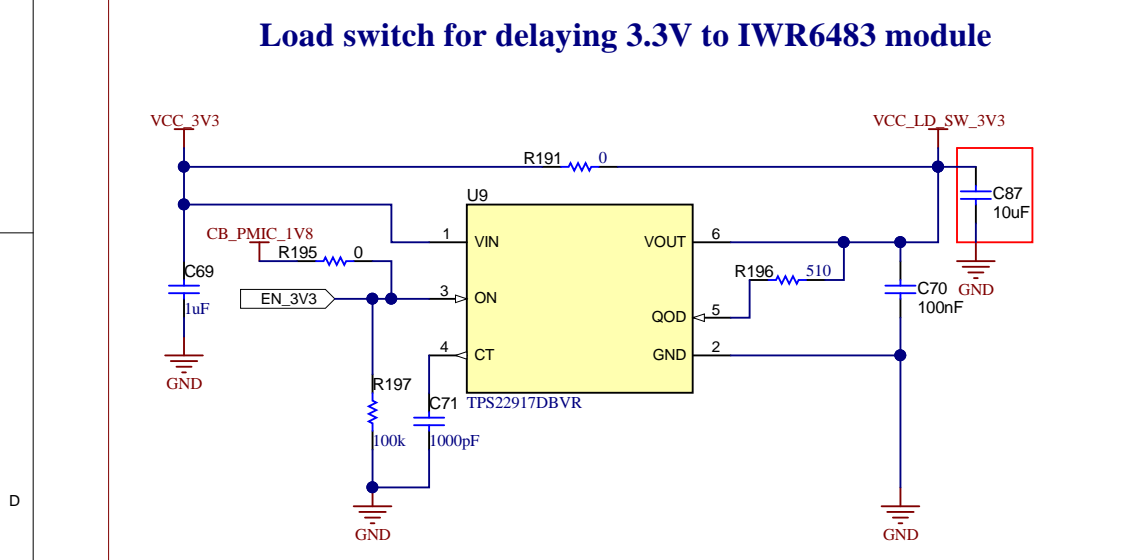 Load switch for delaying 3.3V to IWR6483 module
VCC_3V3
VCC_LD_SW_3V3
R191 0
C87
10uF
U9
CB_PMIC_1V8
1 VIN
VOUT 6
R195 0
R196 510
C69
1uF
EN_3V3
3 ON
C70
100nF
GND
QOD 5
4 CT
GND 2
GND
R197
100k
C71
1000pF
TPS22917DBVR
D
GND
GND